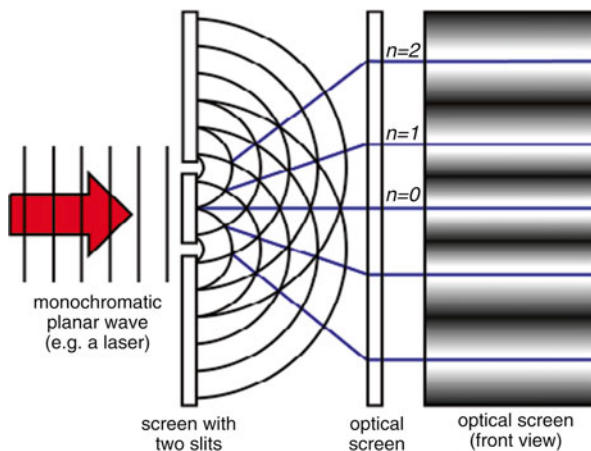 n=2
n=1
n=0
monochromatic
planar wave
(e.g. a laser)
screen with
two slits
optical
screen
optical screen
(front view)